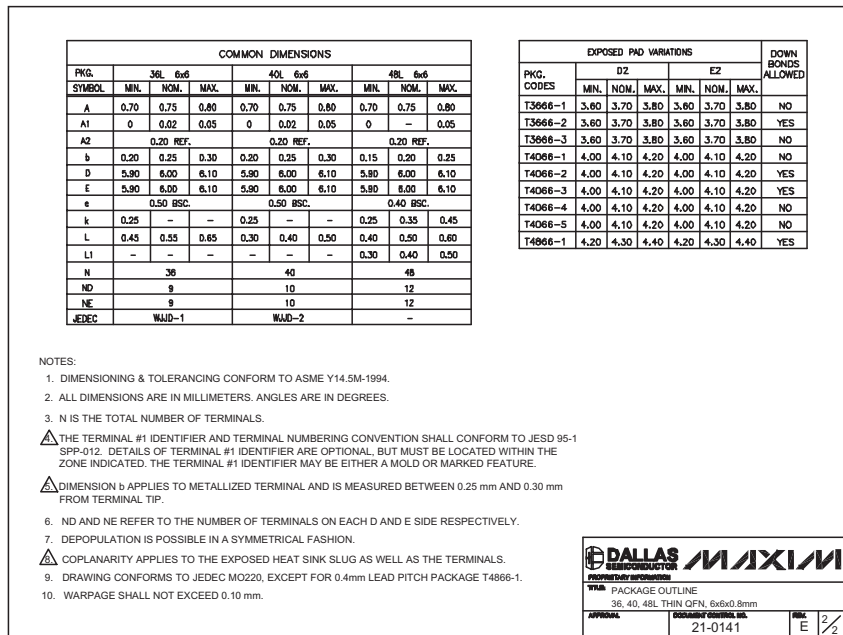 COMMON DIMENSIONS
PKG. 36L 6x6 40L 6x6 48L 6x6
SYMBOL MIN. NOM. MAX. MIN. NOM. MAX. MIN. NOM. MAX.
A 0.70 0.75 0.80 0.70 0.75 0.80 0.70 0.75 0.80
A1 0 0.02 0.05 0 0.02 0.05 0 – 0.05
A2 0.20 REF. 0.20 REF. 0.20 REF.
b 0.20 0.25 0.30 0.20 0.25 0.30 0.15 0.20 0.25
D 5.90 6.00 6.10 5.90 6.00 6.10 5.90 6.00 6.10
E 5.90 6.00 6.10 5.90 6.00 6.10 5.90 6.00 6.10
e 0.50 BSC. 0.50 BSC. 0.40 BSC.
k 0.25 – – 0.25 – – 0.25 0.35 0.45
L 0.45 0.55 0.65 0.30 0.40 0.50 0.40 0.50 0.60
L1 – – – – – – 0.30 0.40 0.50
N 36 40 48
ND 9 10 12
NE 9 10 12
JEDEC WJJD-1 WJJD-2 –
EXPOSED PAD VARIATIONS DOWN BONDS ALLOWED
PKG. CODES D2 E2
MIN. NOM. MAX. MIN. NOM. MAX.
T3666-1 3.60 3.70 3.80 3.60 3.70 3.80 NO
T3666-2 3.60 3.70 3.80 3.60 3.70 3.80 YES
T3666-3 3.60 3.70 3.80 3.60 3.70 3.80 NO
T4066-1 4.00 4.10 4.20 4.00 4.10 4.20 NO
T4066-2 4.00 4.10 4.20 4.00 4.10 4.20 YES
T4066-3 4.00 4.10 4.20 4.00 4.10 4.20 YES
T4066-4 4.00 4.10 4.20 4.00 4.10 4.20 NO
T4066-5 4.00 4.10 4.20 4.00 4.10 4.20 NO
T4866-1 4.20 4.30 4.40 4.20 4.30 4.40 YES
NOTES:
1. DIMENSIONING & TOLERANCING CONFORM TO ASME Y14.5M-1994.
2. ALL DIMENSIONS ARE IN MILLIMETERS. ANGLES ARE IN DEGREES.
3. N IS THE TOTAL NUMBER OF TERMINALS.
4. THE TERMINAL #1 IDENTIFIER AND TERMINAL NUMBERING CONVENTION SHALL CONFORM TO JESD 95-1
SPP-012. DETAILS OF TERMINAL #1 IDENTIFIER ARE OPTIONAL, BUT MUST BE LOCATED WITHIN THE
ZONE INDICATED. THE TERMINAL #1 IDENTIFIER MAY BE EITHER A MOLD OR MARKED FEATURE.
5. DIMENSION b APPLIES TO METALLIZED TERMINAL AND IS MEASURED BETWEEN 0.25 mm AND 0.30 mm
FROM TERMINAL TIP.
6. ND AND NE REFER TO THE NUMBER OF TERMINALS ON EACH D AND E SIDE RESPECTIVELY.
7. DEPOPULATION IS POSSIBLE IN A SYMMETRICAL FASHION.
8. COPLANARITY APPLIES TO THE EXPOSED HEAT SINK SLUG AS WELL AS THE TERMINALS.
9. DRAWING CONFORMS TO JEDEC MO220, EXCEPT FOR 0.4mm LEAD PITCH PACKAGE T4866-1.
10. WARPAGE SHALL NOT EXCEED 0.10 mm.
DALLAS SEMICONDUCTOR MAXIM
PROPRIETARY INFORMATION
TITLE: PACKAGE OUTLINE
36, 40, 48L THIN QFN, 6x6x0.8mm
APPROVAL DOCUMENT CONTROL NO. REV.
21-0141 E 2/2